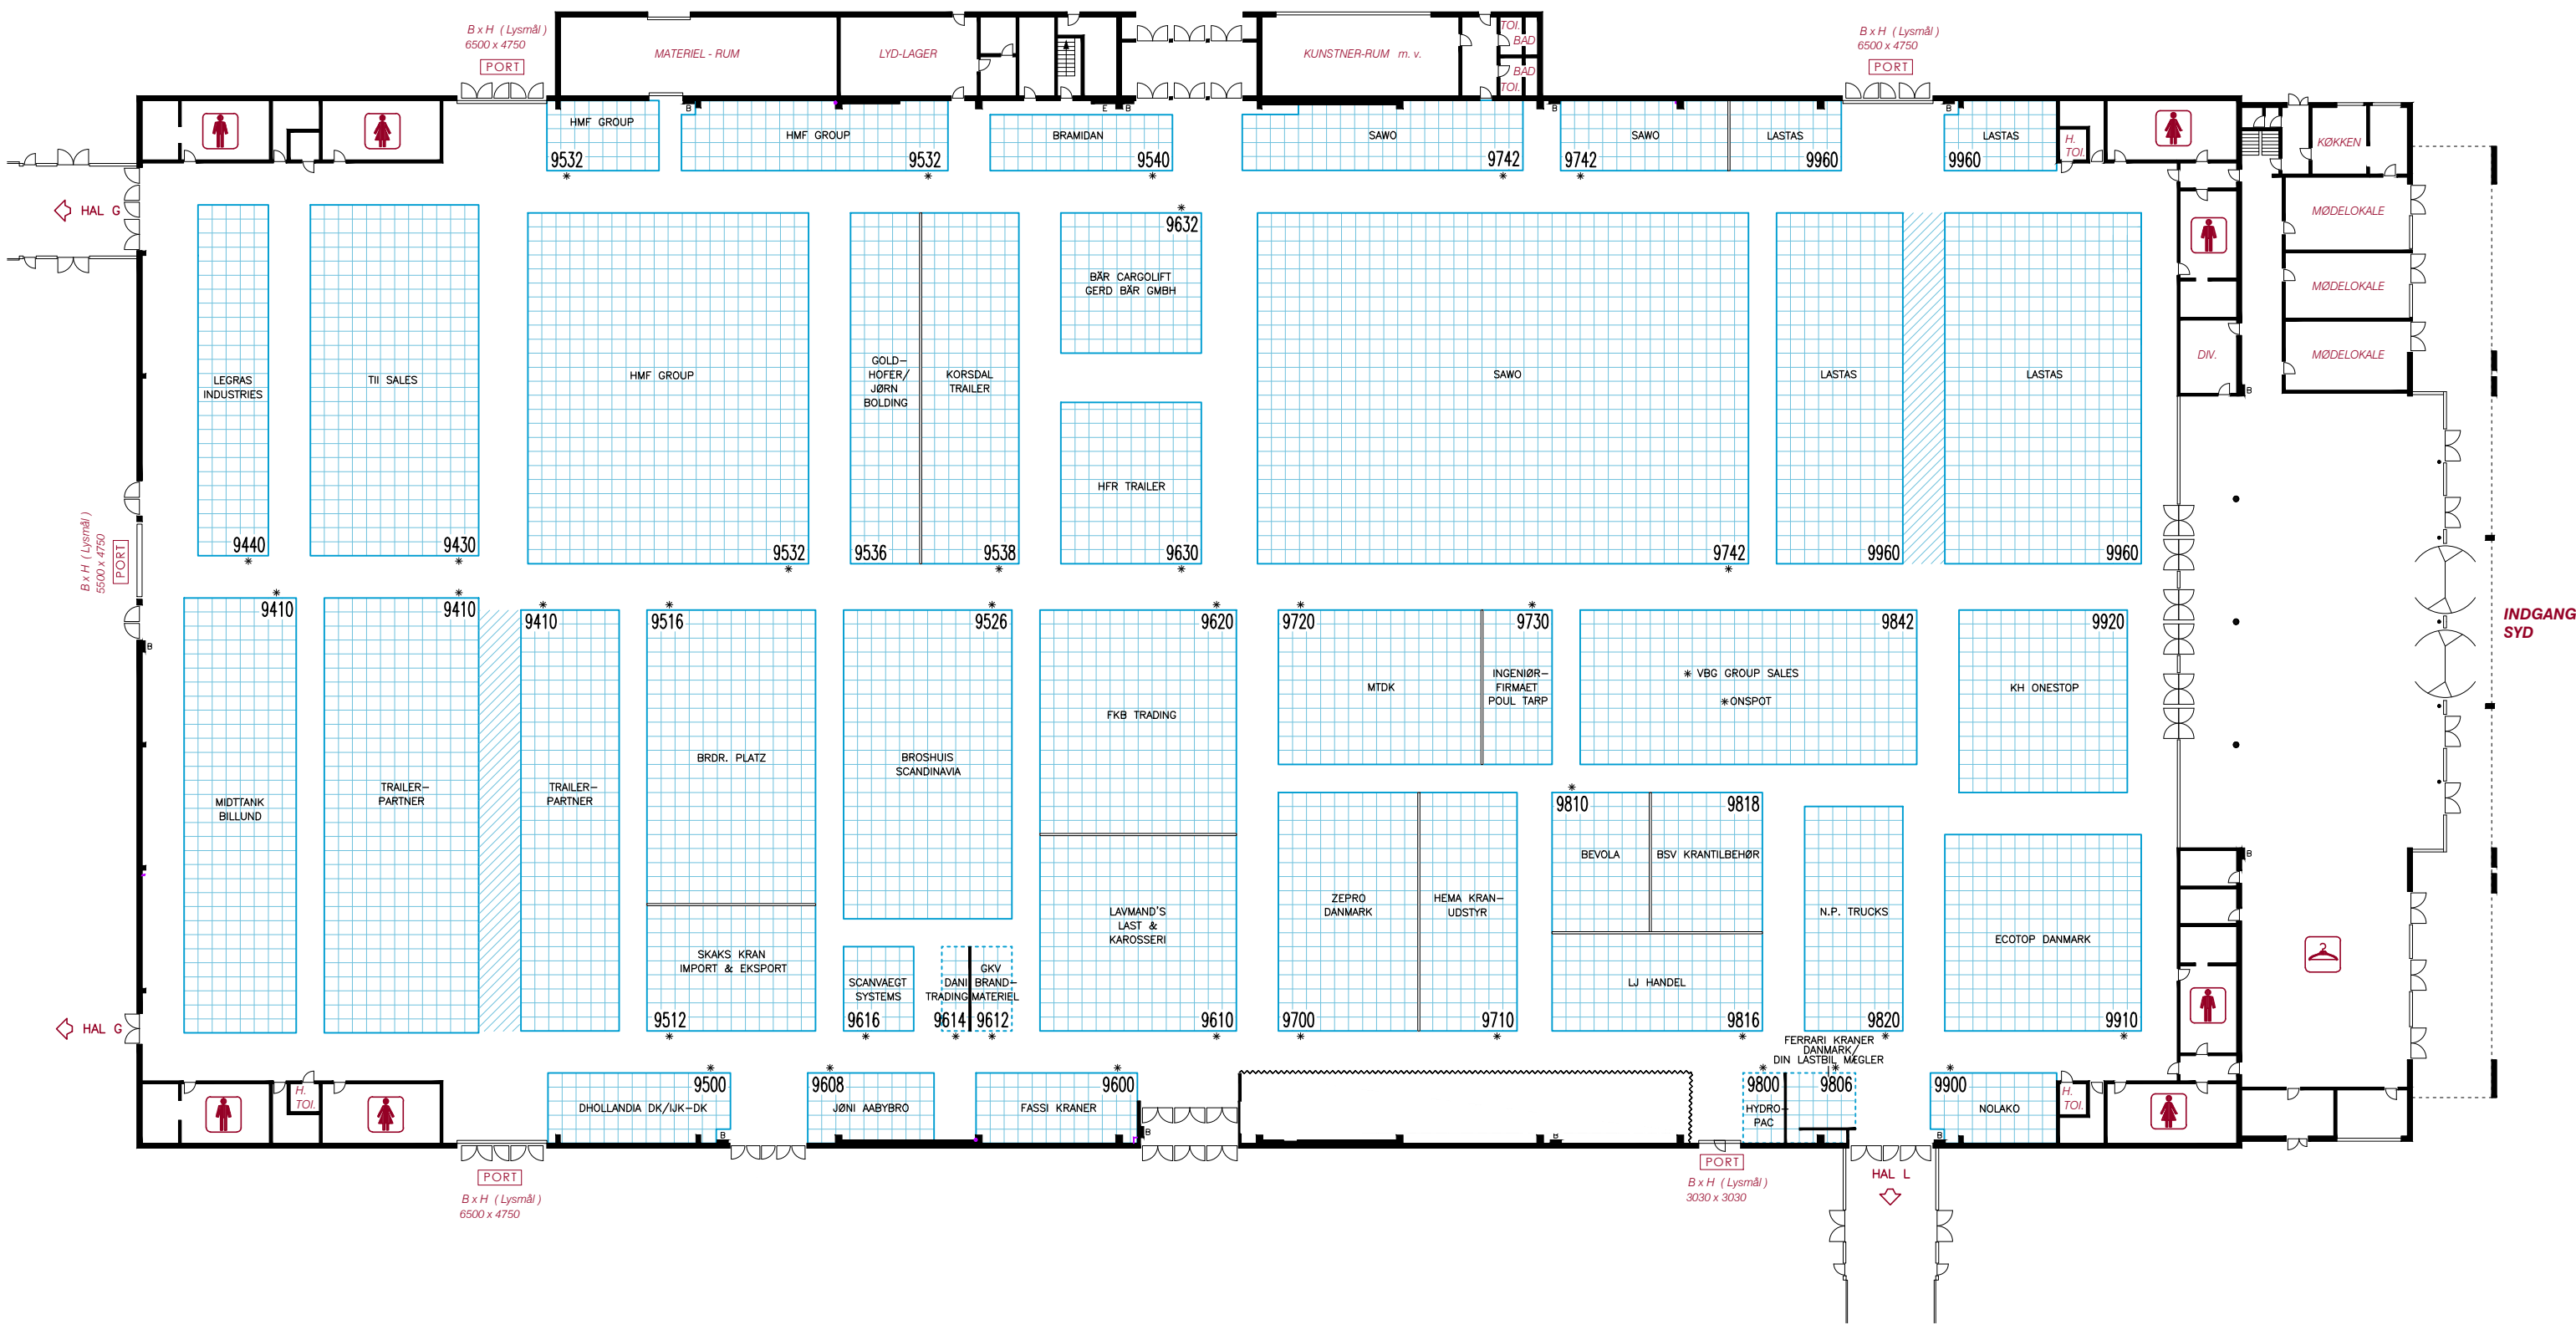 B x H ( Lysmål )
6500 x 4750
PORT
MATERIEL - RUM
LYD-LAGER
KUNSTNER-RUM m. v.
TOI.
BAD
BAD
TOI.
B x H ( Lysmål )
6500 x 4750
PORT
B
E
B
B
B
HMF GROUP
9532
HMF GROUP
9532
BRAMIDAN
9540
SAWO
9742
SAWO
9742
LASTAS
9960
LASTAS
9960
H.
TOI.
KØKKEN
HAL G
MØDELOKALE
MØDELOKALE
MØDELOKALE
DIV.
B
LEGRAS
INDUSTRIES
9440
TII SALES
9430
HMF GROUP
9532
GOLD-
HOFER/
JØRN
BOLDING
9536
KORSDAL
TRAILER
9538
9632
BÄR CARGOLIFT
GERD BÄR GMBH
HFR TRAILER
9630
SAWO
9742
LASTAS
9960
LASTAS
9960
B x H ( Lysmål )
5500 x 4750
PORT
B
INDGANG
SYD
9410
MIDTTANK
BILLUND
9410
TRAILER-
PARTNER
9410
TRAILER-
PARTNER
9516
BRDR. PLATZ
9526
BROSHUIS
SCANDINAVIA
9620
FKB TRADING
9720
MTDK
9730
INGENIØR-
FIRMAET
POUL TARP
9842
* VBG GROUP SALES
*ONSPOT
9920
KH ONESTOP
SKAKS KRAN
IMPORT & EKSPORT
9512
SCANVAEGT
SYSTEMS
9616
DANI
TRADING
9614
GKV
BRAND-
MATERIEL
9612
LAVMAND'S
LAST &
KAROSSERI
9610
ZEPRO
DANMARK
9700
HEMA KRAN-
UDSTYR
9710
9810
BEVOLA
9818
BSV KRANTILBEHØR
LJ HANDEL
9816
N.P. TRUCKS
9820
ECOTOP DANMARK
9910
B
HAL G
H.
TOI.
9500
DHOLLANDIA DK/IJK-DK
B
9608
JØNI AABYBRO
9600
FASSI KRANER
B
B
FERRARI KRANER
DANMARK/
DIN LASTBIL MÆGLER
9800
HYDRO-
PAC
9806
9900
NOLAKO
B
H.
TOI.
PORT
B x H ( Lysmål )
6500 x 4750
PORT
B x H ( Lysmål )
3030 x 3030
HAL L